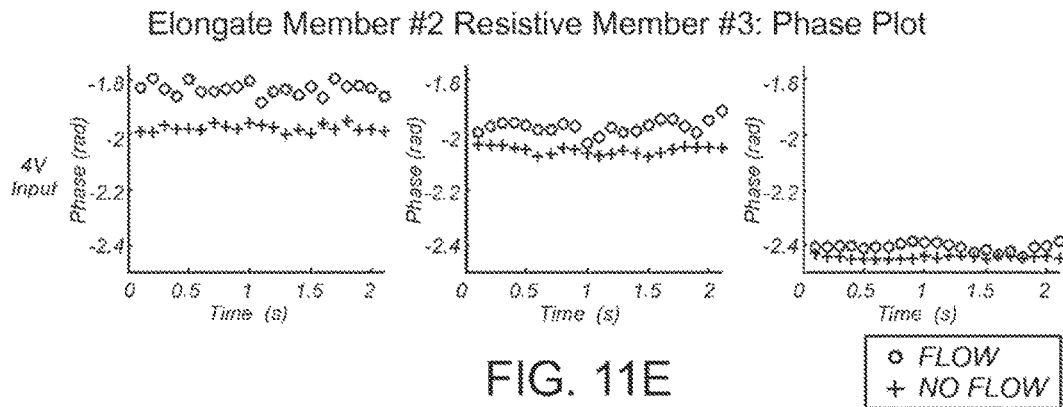 Elongate Member #2 Resistive Member #3: Phase Plot
4V
Input
Phase (rad)
-1.8
-2
-2.2
-2.4
0 0.5 1 1.5 2
Time (s)
Phase (rad)
-1.8
-2
-2.2
-2.4
0 0.5 1 1.5 2
Time (s)
Phase (rad)
-1.8
-2
-2.2
-2.4
0 0.5 1 1.5 2
Time (s)
FIG. 11E
FLOW
NO FLOW